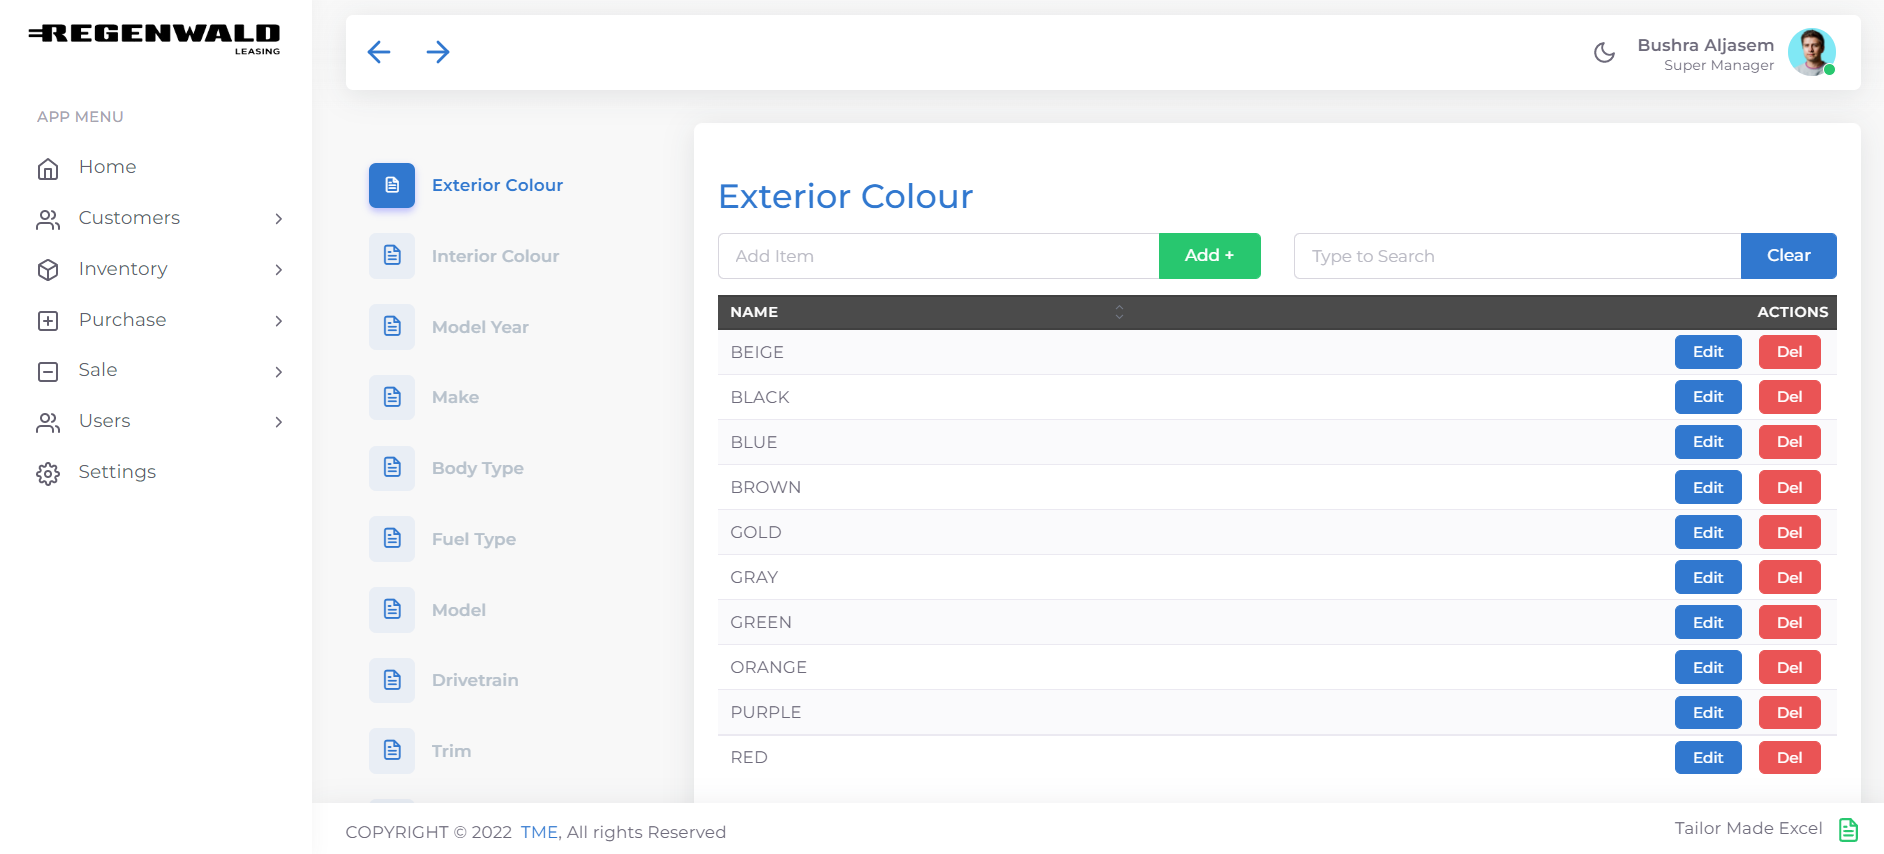 REGENWALD
LEASING
APP MENU
Home
Customers
Inventory
Purchase
Sale
Users
Settings
Bushra Aljasem
Super Manager
Exterior Colour
Interior Colour
Model Year
Make
Body Type
Fuel Type
Model
Drivetrain
Trim
Exterior Colour
Add Item Add + Type to Search Clear
NAME ACTIONS
BEIGE Edit Del
BLACK Edit Del
BLUE Edit Del
BROWN Edit Del
GOLD Edit Del
GRAY Edit Del
GREEN Edit Del
ORANGE Edit Del
PURPLE Edit Del
RED Edit Del
COPYRIGHT © 2022 TME, All rights Reserved
Tailor Made Excel